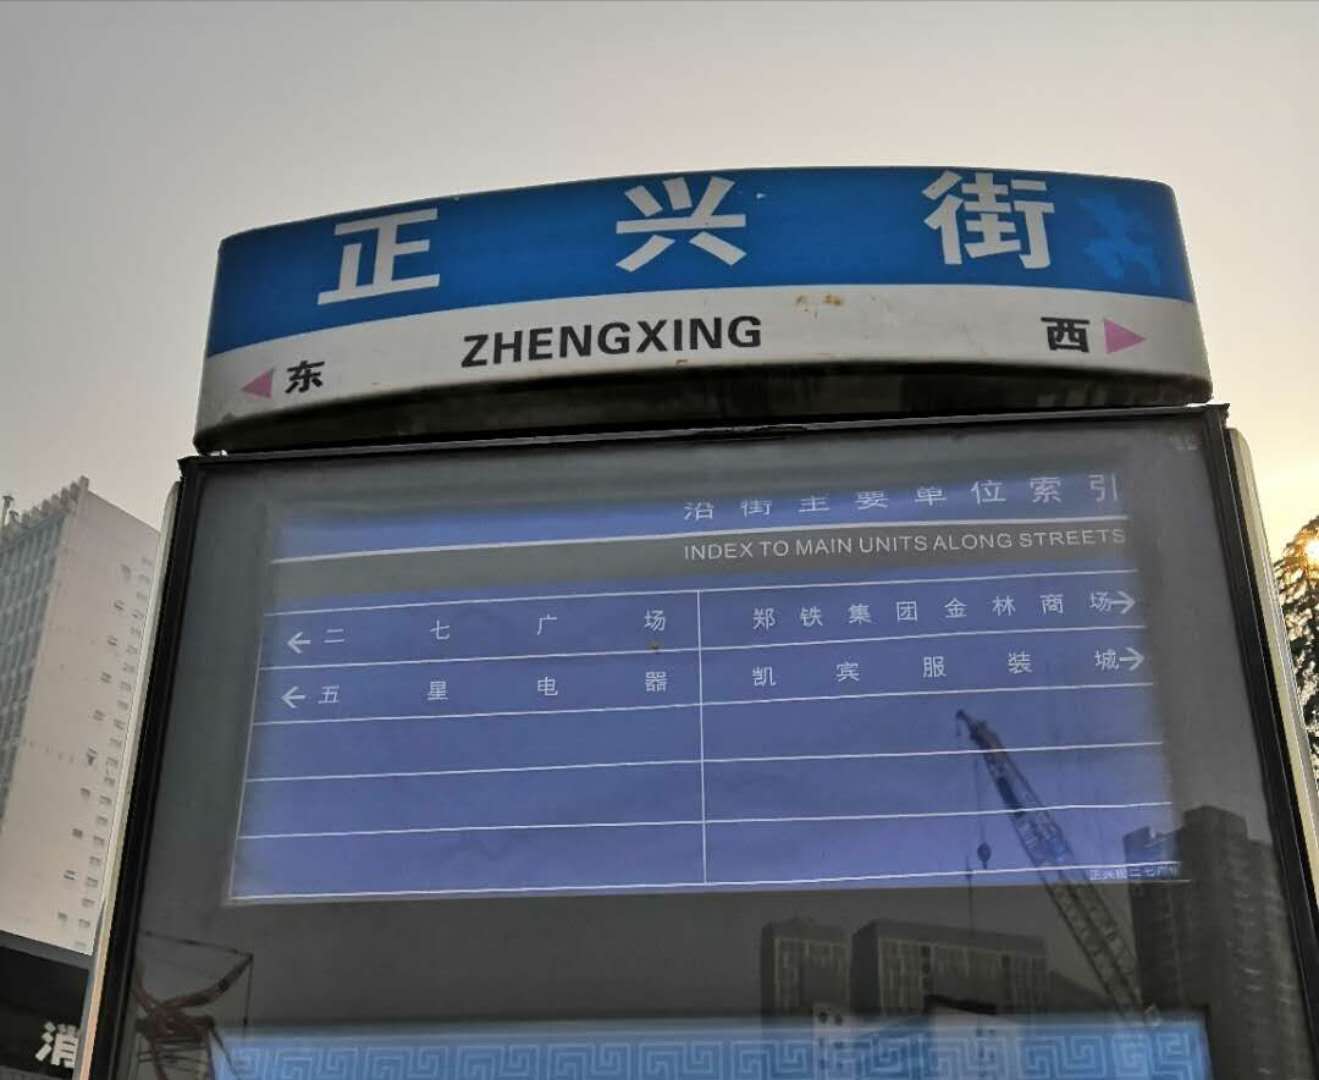 正兴街
东 ZHENGXING 西
沿街主要单位索引
INDEX TO MAIN UNITS ALONG STREETS
←二七广场 郑铁集团金林商场→
←五星电器 凯宾服装城→
消